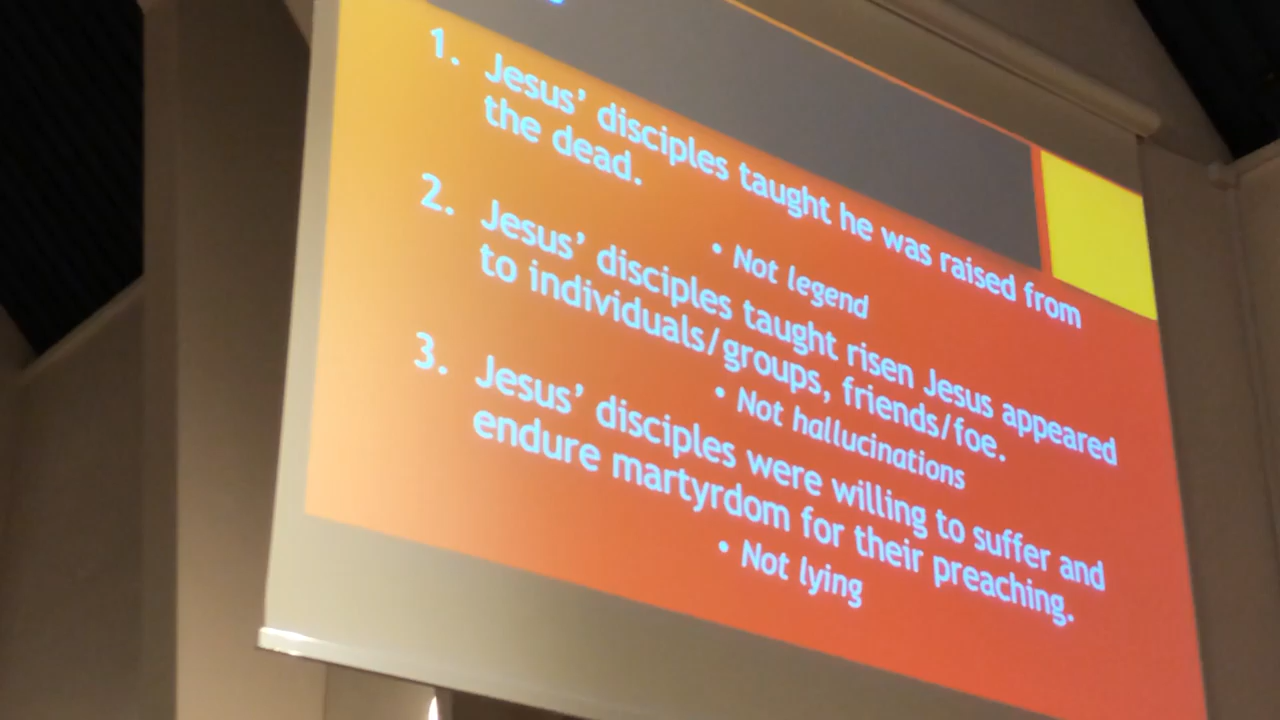 1. Jesus’ disciples taught he was raised from
the dead.
• Not legend
2. Jesus’ disciples taught risen Jesus appeared
to individuals/groups, friends/foe.
• Not hallucinations
3. Jesus’ disciples were willing to suffer and
endure martyrdom for their preaching.
• Not lying